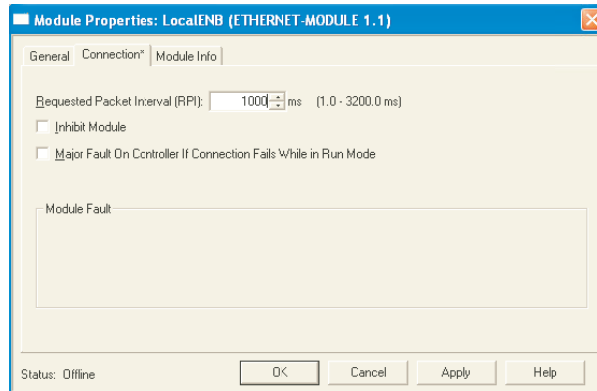 Module Properties: LocalENB (ETHERNET-MODULE 1.1)
General Connection* Module Info
Requested Packet Interval (RPI): 1000 ms (1.0 - 3200.0 ms)
Inhibit Module
Major Fault On Controller If Connection Fails While in Run Mode
Module Fault
Status: Offline OK Cancel Apply Help